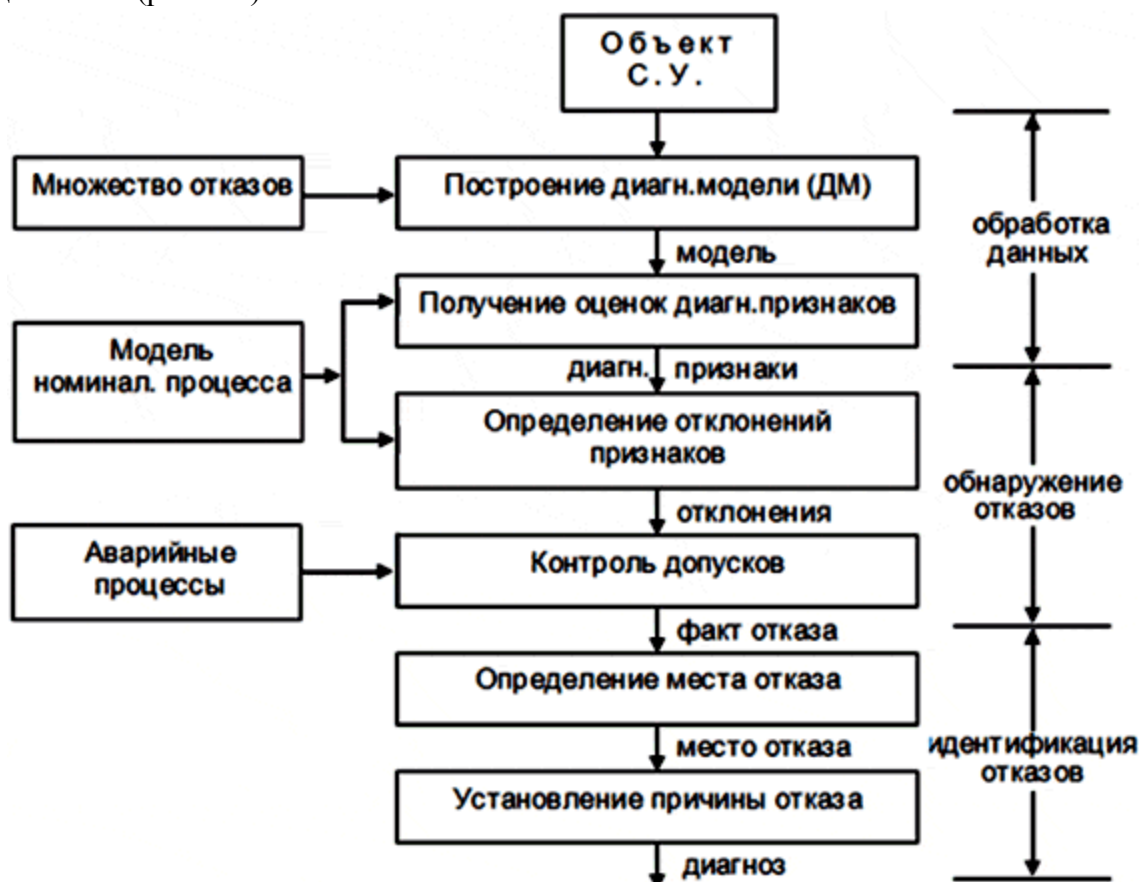 Объект
С. У.
Множество отказов
Построение диагн.модели (ДМ)
модель
обработка
данных
Получение оценок диагн.признаков
Модель
номинал. процесса
диагн. признаки
Определение отклонений
признаков
обнаружение
отказов
отклонения
Аварийные
процессы
Контроль допусков
факт отказа
Определение места отказа
место отказа
идентификация
отказов
Установление причины отказа
диагноз